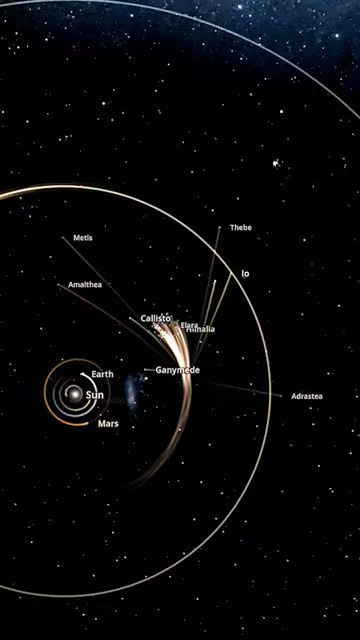 Thebe
Metis
Io
Amalthea
Callisto
Elara
Himalia
Ganymede
Earth
Sun
Adrastea
Mars